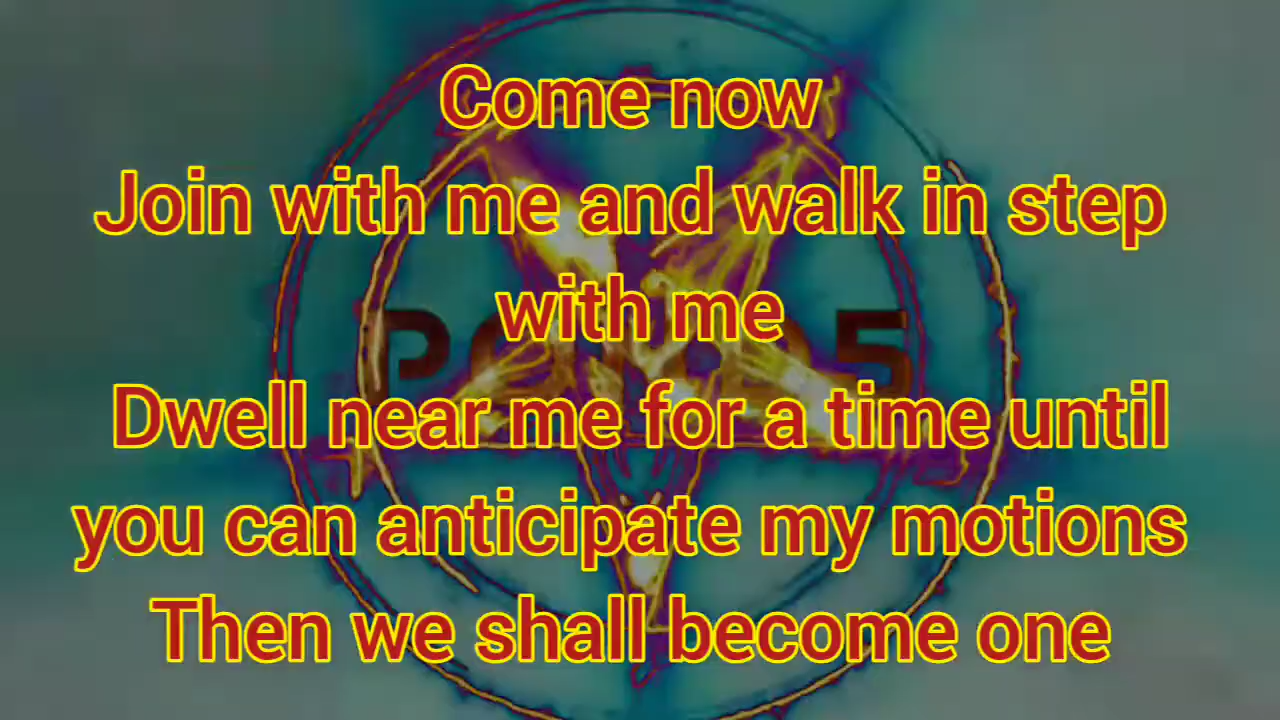 Come now
Join with me and walk in step
with me
Dwell near me for a time until
you can anticipate my motions
Then we shall become one